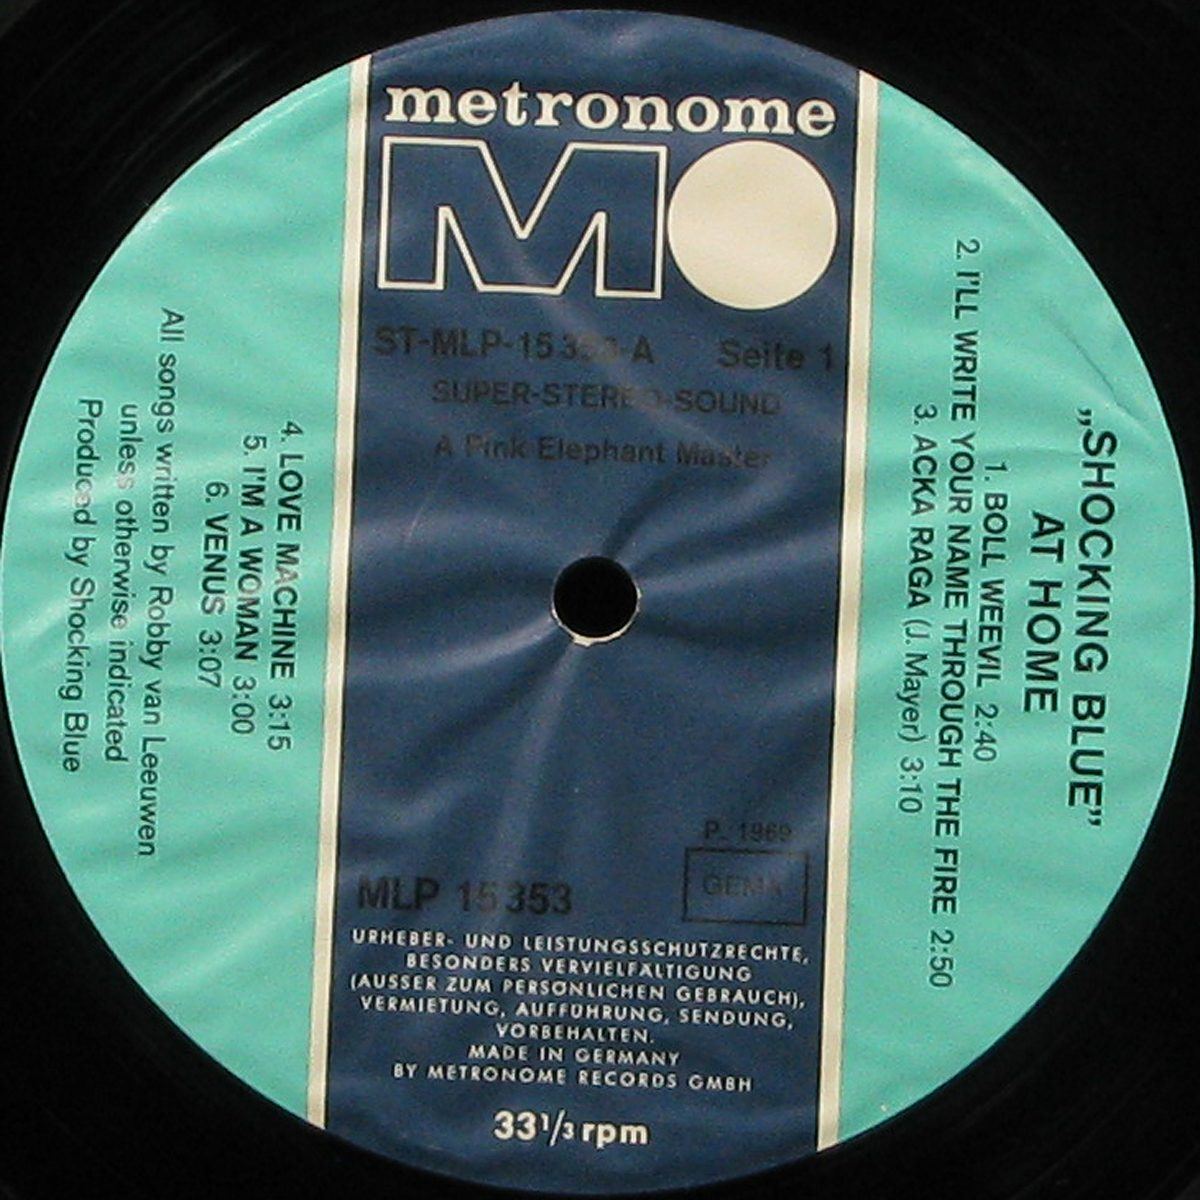 metronome
MO
ST-MLP-15353-A Seite 1
SUPER-STEREO-SOUND
A Pink Elephant Master
„SHOCKING BLUE”
AT HOME
1. BOLL WEEVIL 2:40
2. I'LL WRITE YOUR NAME THROUGH THE FIRE 2:50
3. ACKA RAGA (J. Mayer) 3:10
4. LOVE MACHINE 3:15
5. I'M A WOMAN 3:00
6. VENUS 3:07
All songs written by Robby van Leeuwen
unless otherwise indicated
Produced by Shocking Blue
P. 1969
GEMA
MLP 15353
URHEBER- UND LEISTUNGSSCHUTZRECHTE,
BESONDERS VERVIELFÄLTIGUNG
(AUSSER ZUM PERSÖNLICHEN GEBRAUCH),
VERMIETUNG, AUFFÜHRUNG, SENDUNG,
VORBEHALTEN.
MADE IN GERMANY
BY METRONOME RECORDS GMBH
33 1/3 rpm